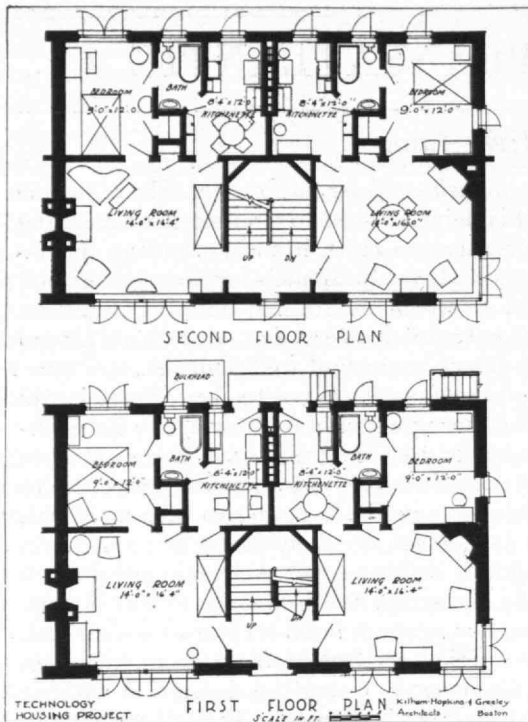 BEDROOM
9'-0" x 12'-0
BATH
8'-4" x 12'-0"
KITCHENETTE
8'-4" x 12'-0"
KITCHENETTE
BATH
BEDROOM
9'-0" x 12'-0"
LIVING ROOM
14'-0" x 16'-4"
UP
DN
LIVING ROOM
SECOND FLOOR PLAN
BULKHEAD
BEDROOM
9'-0" x 12'-0"
BATH
8'-4" x 12'-0"
KITCHENETTE
8'-4" x 12'-0"
KITCHENETTE
BATH
BEDROOM
9'-0" x 12'-0"
LIVING ROOM
14'-0" x 16'-4"
UP
LIVING ROOM
14'-0" x 16'-4"
TECHNOLOGY
HOUSING PROJECT
FIRST FLOOR PLAN
SCALE IN FT.
Kilham-Hopkins & Greeley
Architects Boston